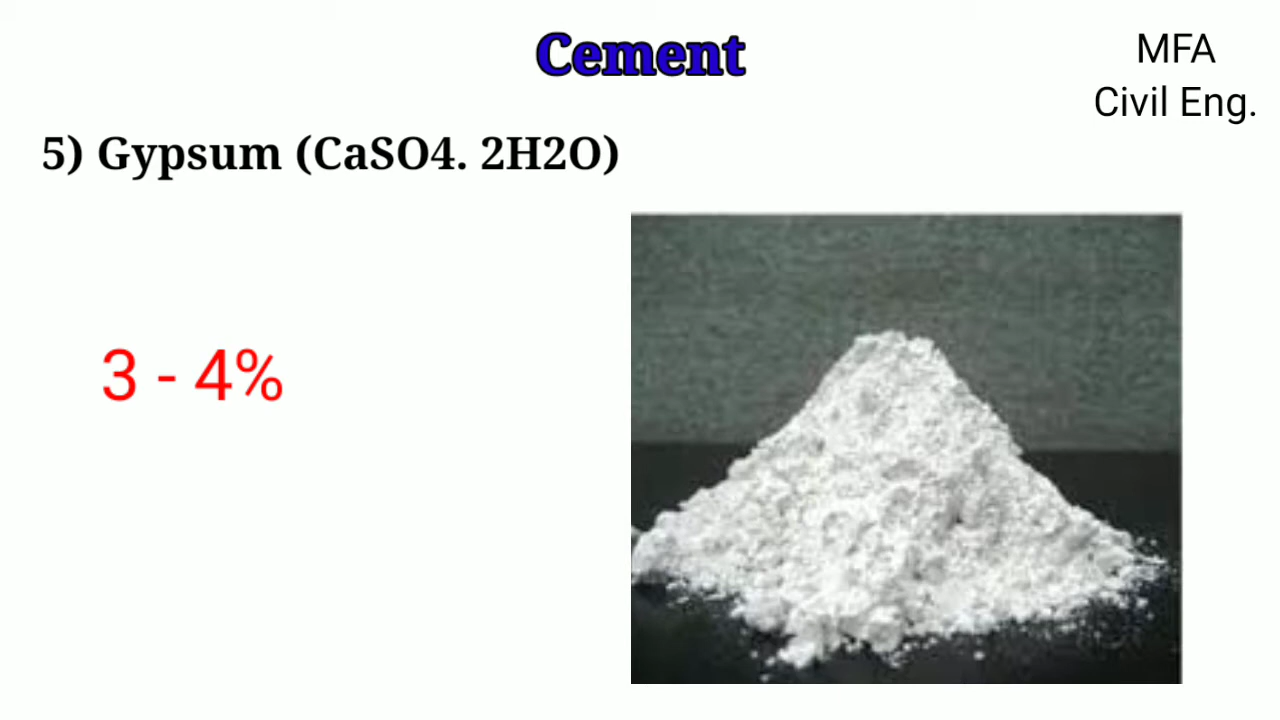 Cement
MFA
Civil Eng.
5) Gypsum (CaSO4. 2H2O)
3 - 4%